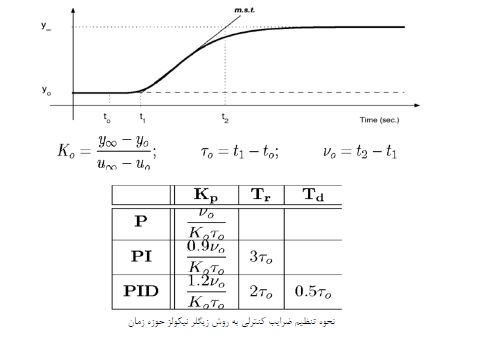 m.s.t.
y∞
yo
to t1 t2 Time (sec.)
Ko = (y∞ − yo) / (u∞ − uo); τo = t1 − to; νo = t2 − t1
Kp Tr Td
P νo / Koτo
PI 0.9νo / Koτo 3τo
PID 1.2νo / Koτo 2τo 0.5τo
نحوه تنظیم ضرایب کنترلی به روش زیگلر نیکولز حوزه زمان